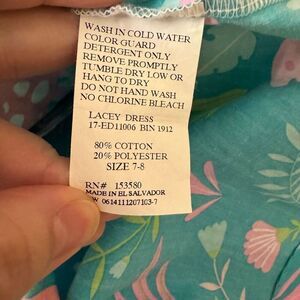 WASH IN COLD WATER
COLOR GUARD
DETERGENT ONLY
REMOVE PROMPTLY
TUMBLE DRY LOW OR
HANG TO DRY
DO NOT HAND WASH
NO CHLORINE BLEACH
LACEY DRESS
17-ED11006 BIN 1912
80% COTTON
20% POLYESTER
SIZE 7-8
RN# 153580
MADE IN EL SALVADOR
0614111207103-7